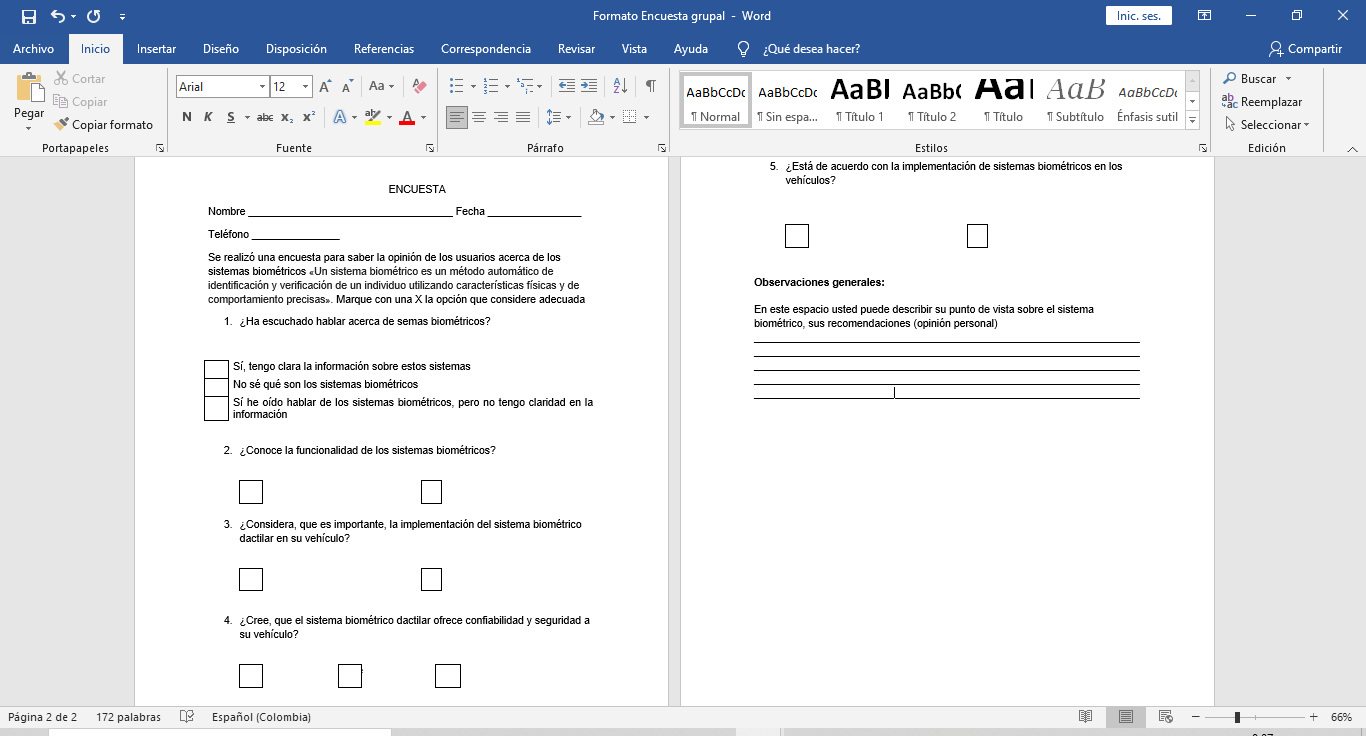 Formato Encuesta grupal - Word
Inic. ses.
Archivo Inicio Insertar Diseño Disposición Referencias Correspondencia Revisar Vista Ayuda ¿Qué desea hacer? Compartir
Pegar
Cortar
Copiar
Copiar formato
Portapapeles
Arial 12
N K S abc x₂ x²
Fuente
Párrafo
AaBbCcDc AaBbCcDc AaBl AaBb( Aal AaB AaBbCcDc
¶ Normal ¶ Sin espa... ¶ Título 1 ¶ Título 2 ¶ Título ¶ Subtítulo Énfasis sutil
Estilos
Buscar
Reemplazar
Seleccionar
Edición
ENCUESTA
Nombre ____________________ Fecha __________
Teléfono __________
Se realizó una encuesta para saber la opinión de los usuarios acerca de los
sistemas biométricos «Un sistema biométrico es un método automático de
identificación y verificación de un individuo utilizando características físicas y de
comportamiento precisas». Marque con una X la opción que considere adecuada
1. ¿Ha escuchado hablar acerca de semas biométricos?
Sí, tengo clara la información sobre estos sistemas
No sé qué son los sistemas biométricos
Sí he oído hablar de los sistemas biométricos, pero no tengo claridad en la
información
2. ¿Conoce la funcionalidad de los sistemas biométricos?
3. ¿Considera, que es importante, la implementación del sistema biométrico
dactilar en su vehículo?
4. ¿Cree, que el sistema biométrico dactilar ofrece confiabilidad y seguridad a
su vehículo?
5. ¿Está de acuerdo con la implementación de sistemas biométricos en los
vehículos?
Observaciones generales:
En este espacio usted puede describir su punto de vista sobre el sistema
biométrico, sus recomendaciones (opinión personal)
Página 2 de 2 172 palabras Español (Colombia) 66%